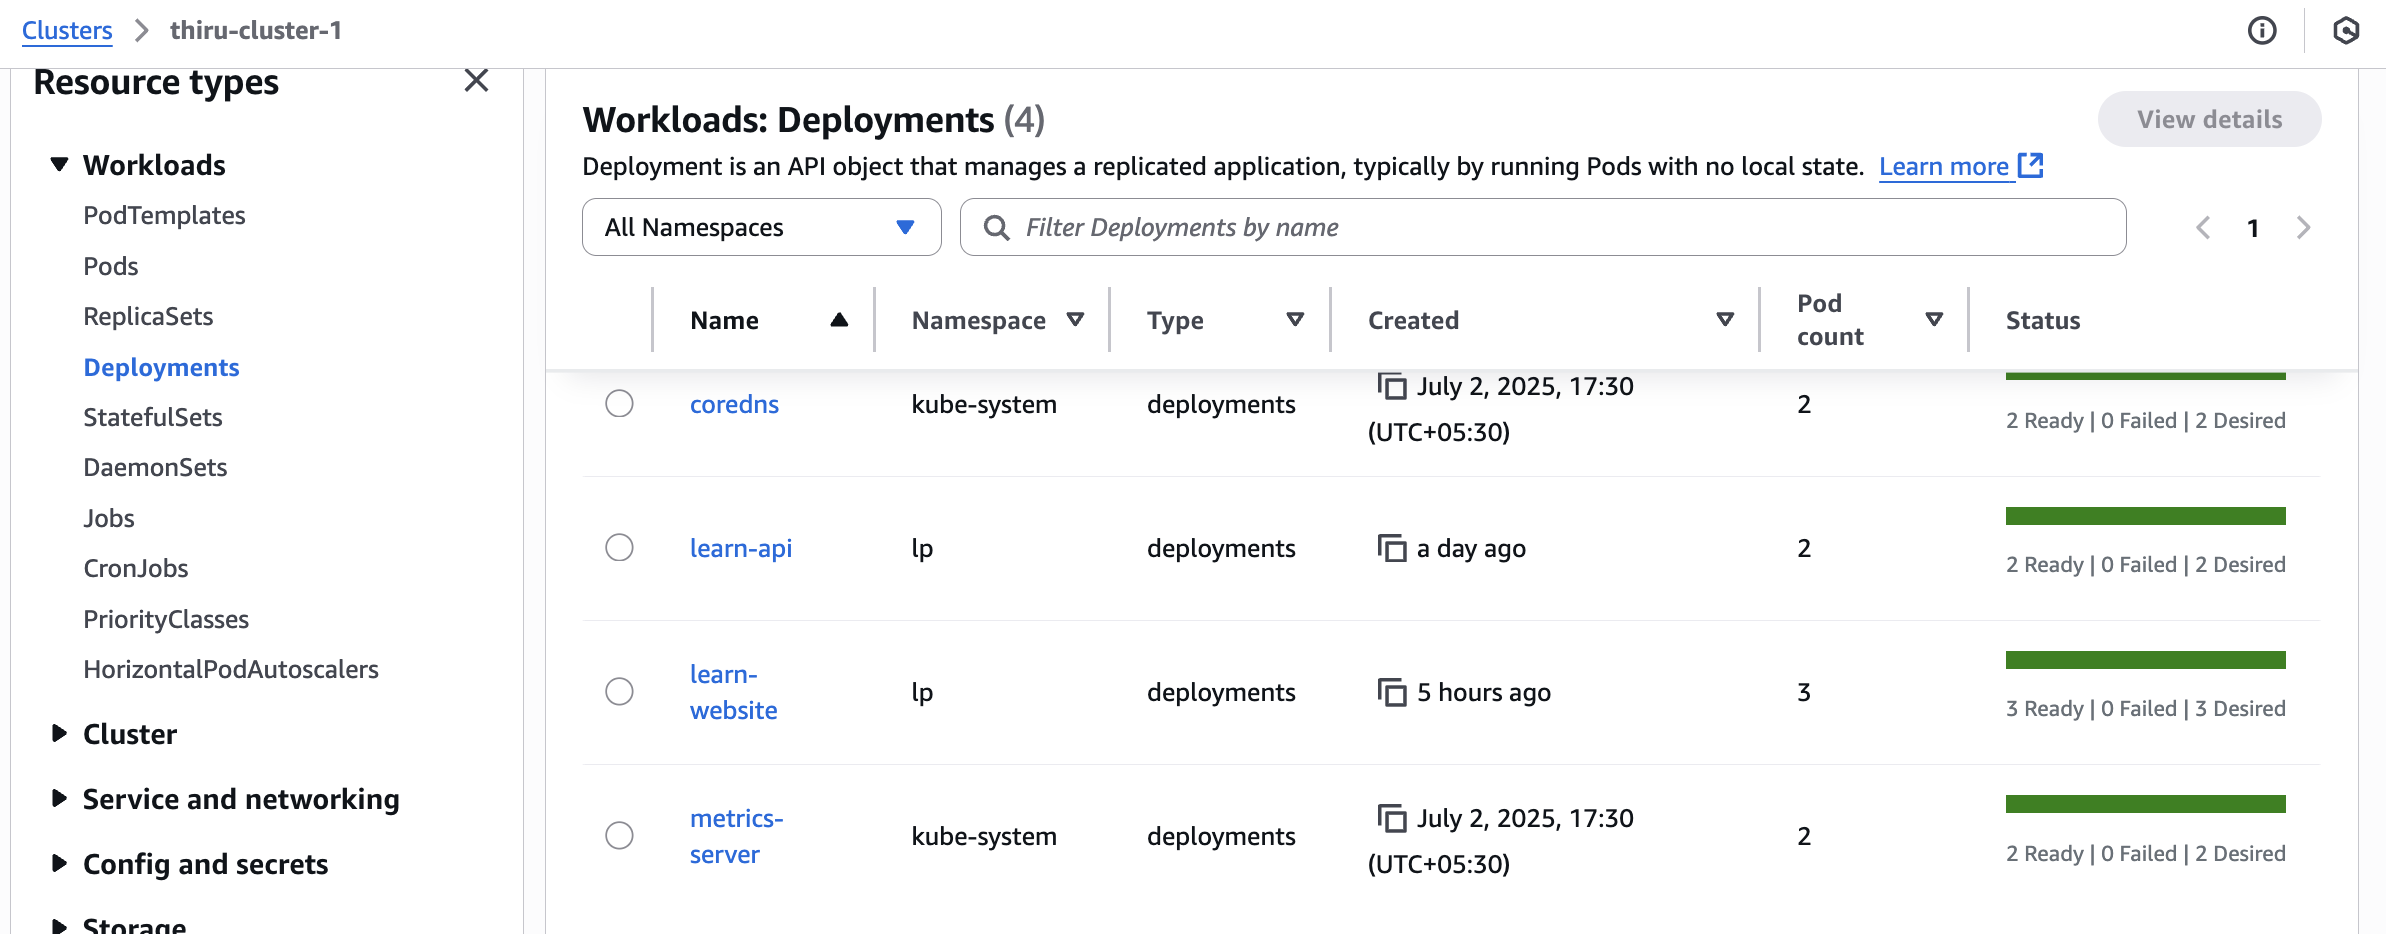 Clusters
thiru-cluster-1
Resource types
Workloads
PodTemplates
Pods
ReplicaSets
Deployments
StatefulSets
DaemonSets
Jobs
CronJobs
PriorityClasses
HorizontalPodAutoscalers
Cluster
Service and networking
Config and secrets
Storage
Workloads: Deployments (4)
View details
Deployment is an API object that manages a replicated application, typically by running Pods with no local state. Learn more
All Namespaces
Filter Deployments by name
1
Name
Namespace
Type
Created
Pod
count
Status
coredns
kube-system
deployments
July 2, 2025, 17:30
(UTC+05:30)
2
2 Ready | 0 Failed | 2 Desired
learn-api
lp
deployments
a day ago
2
2 Ready | 0 Failed | 2 Desired
learn-
website
lp
deployments
5 hours ago
3
3 Ready | 0 Failed | 3 Desired
metrics-
server
kube-system
deployments
July 2, 2025, 17:30
(UTC+05:30)
2
2 Ready | 0 Failed | 2 Desired